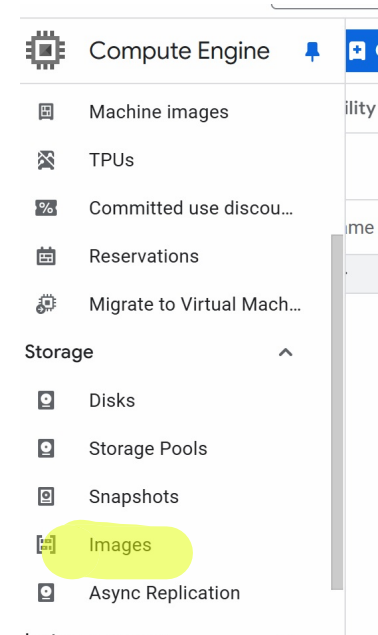 Compute Engine
ility
Machine images
TPUs
Committed use discou...
ame
Reservations
Migrate to Virtual Mach...
Storage
Disks
Storage Pools
Snapshots
Images
Async Replication